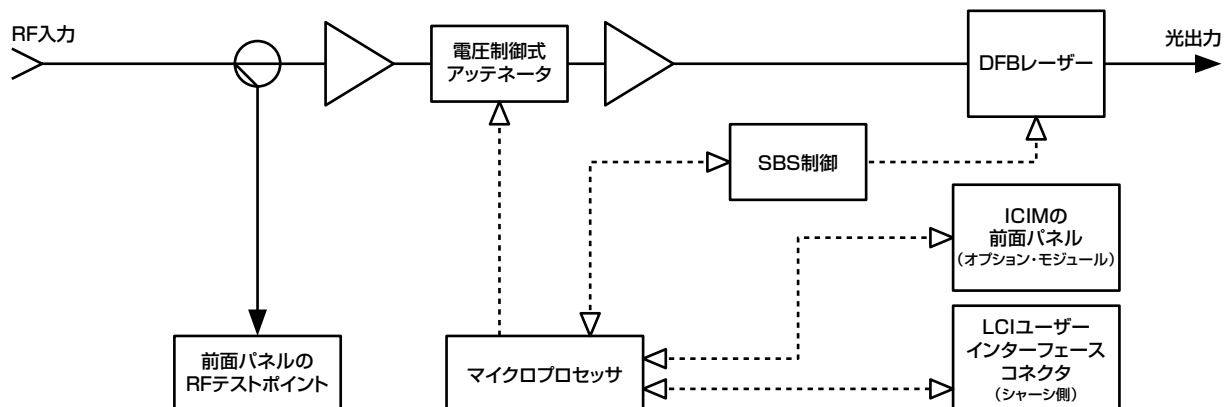 RF入力
電圧制御式
アッテネータ
DFBレーザー
光出力
SBS制御
ICIMの
前面パネル
(オプション・モジュール)
前面パネルの
RFテストポイント
マイクロプロセッサ
LCIユーザー
インターフェース
コネクタ
(シャーシ側)